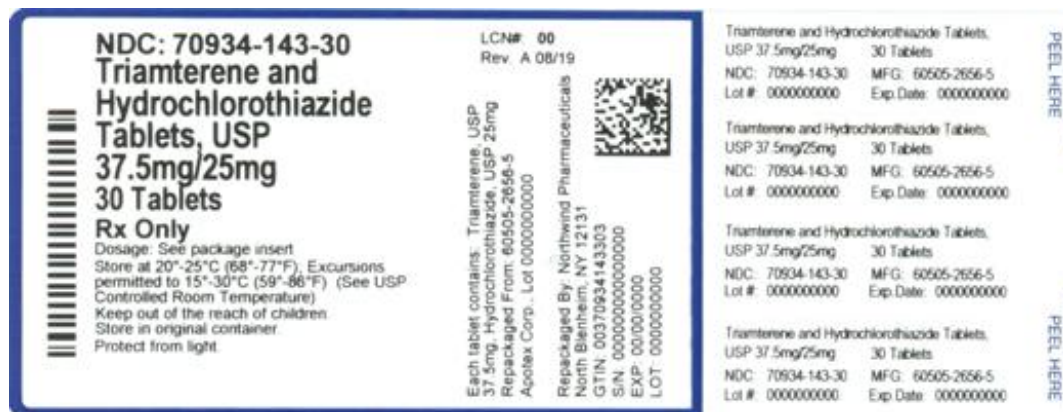 NDC: 70934-143-30
Triamterene and
Hydrochlorothiazide
Tablets, USP
37.5mg/25mg
30 Tablets
Rx Only
Dosage: See package insert
Store at 20°-25°C (68°-77°F), Excursions
permitted to 15°-30°C (59°-86°F) (See USP
Controlled Room Temperature)
Keep out of the reach of children
Store in original container
Protect from light
LCN#: 00
Rev. A 08/19
Each tablet contains: Triamterene, USP
37.5mg, Hydrochlorothiazide, USP 25mg
Repackaged From: 60505-2656-5
Apotex Corp., Lot 0000000000
Repackaged By: Northwind Pharmaceuticals
North Blenheim, NY 12131
GTIN: 00370934143303
S/N: 00000000000000000
EXP: 00/00/0000
LOT: 0000000000
Triamterene and Hydrochlorothiazide Tablets,
USP 37.5mg/25mg 30 Tablets
NDC: 70934-143-30 MFG: 60505-2656-5
Lot #: 0000000000 Exp.Date: 0000000000
Triamterene and Hydrochlorothiazide Tablets,
USP 37.5mg/25mg 30 Tablets
NDC: 70934-143-30 MFG: 60505-2656-5
Lot #: 0000000000 Exp.Date: 0000000000
Triamterene and Hydrochlorothiazide Tablets,
USP 37.5mg/25mg 30 Tablets
NDC: 70934-143-30 MFG: 60505-2656-5
Lot #: 0000000000 Exp.Date: 0000000000
Triamterene and Hydrochlorothiazide Tablets,
USP 37.5mg/25mg 30 Tablets
NDC: 70934-143-30 MFG: 60505-2656-5
Lot #: 0000000000 Exp.Date: 0000000000
PEEL HERE
PEEL HERE